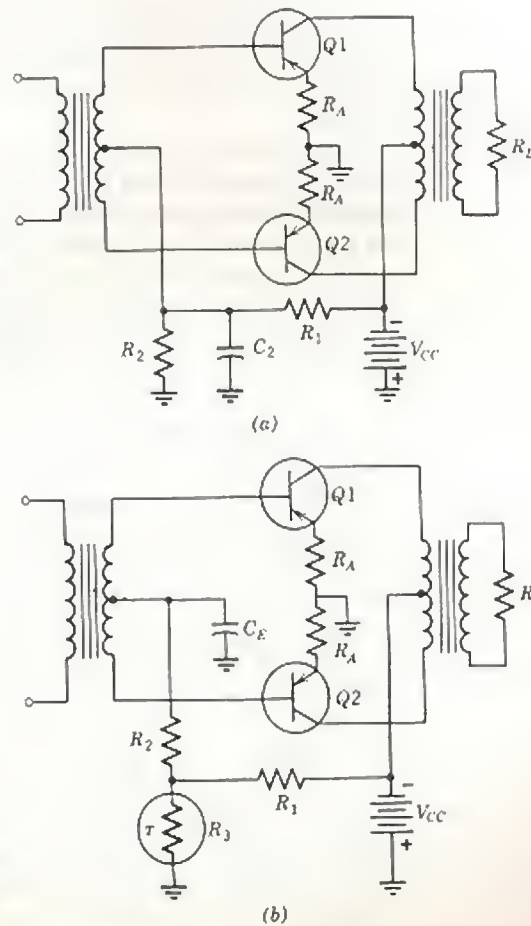 Q1
R_A
R_L
R_A
Q2
R_2
C_2
R_1
-
V_CC
+
(a)
Q1
R_A
R
C_E
R_A
Q2
R_2
R_1
-
V_CC
+
τ
R_3
(b)